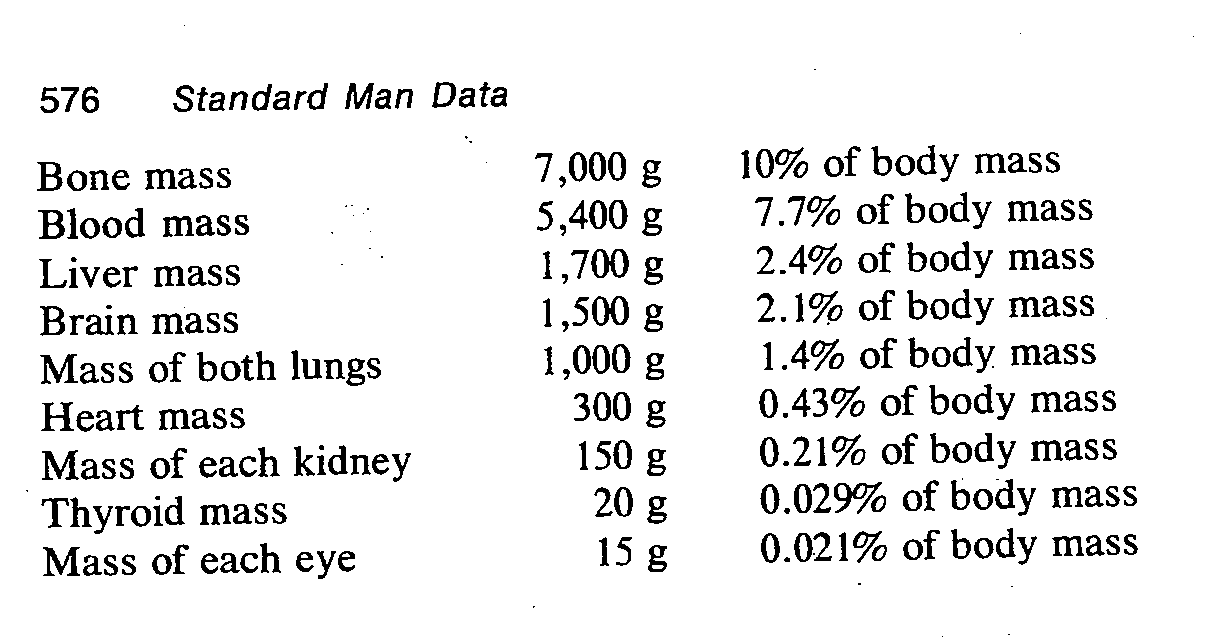 576 Standard Man Data
Bone mass 7,000 g 10% of body mass
Blood mass 5,400 g 7.7% of body mass
Liver mass 1,700 g 2.4% of body mass
Brain mass 1,500 g 2.1% of body mass
Mass of both lungs 1,000 g 1.4% of body mass
Heart mass 300 g 0.43% of body mass
Mass of each kidney 150 g 0.21% of body mass
Thyroid mass 20 g 0.029% of body mass
Mass of each eye 15 g 0.021% of body mass